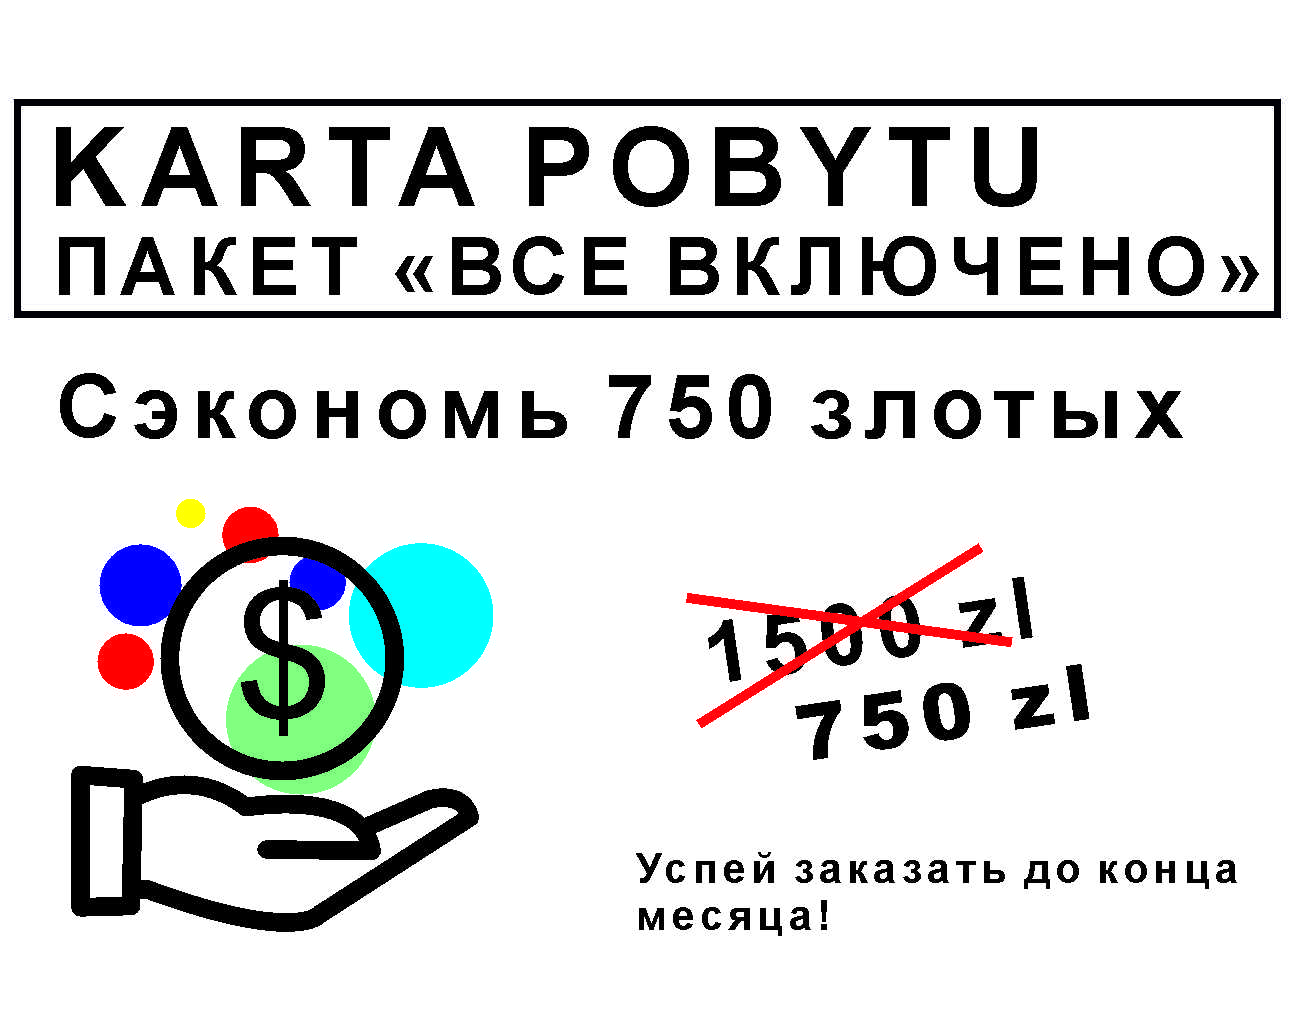 KARTA POBYTU
ПАКЕТ «ВСЕ ВКЛЮЧЕНО»
Сэкономь 750 злотых
$
1500 zl
750 zl
Успей заказать до конца
месяца!